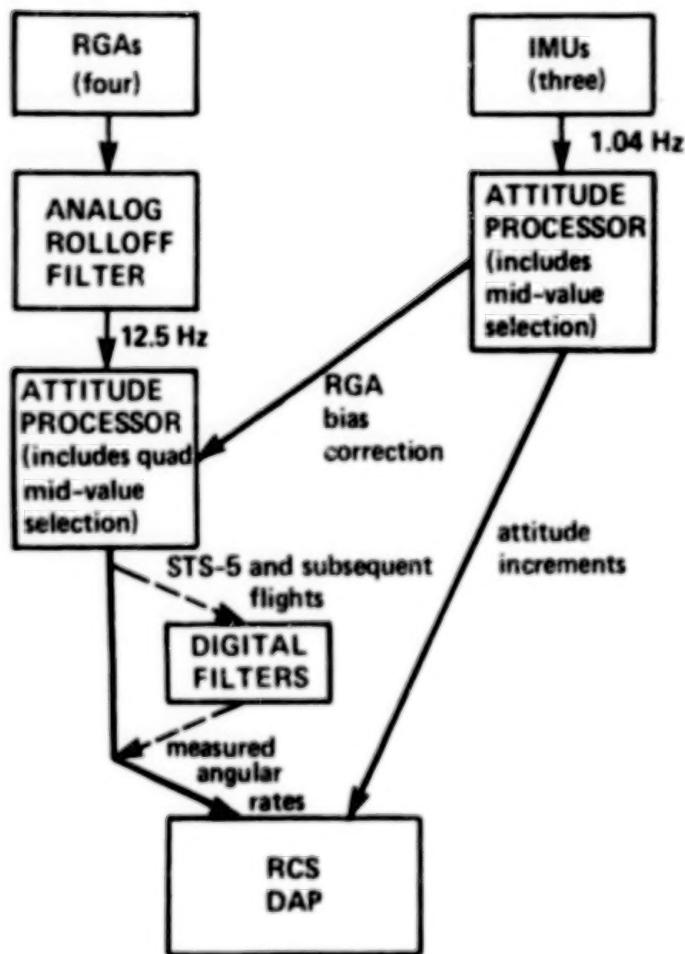 RGAs
(four)
IMUs
(three)
1.04 Hz
ANALOG
ROLLOFF
FILTER
ATTITUDE
PROCESSOR
(includes
mid-value
selection)
12.5 Hz
ATTITUDE
PROCESSOR
(includes quad
mid-value
selection)
RGA
bias
correction
attitude
increments
STS-5 and subsequent
flights
DIGITAL
FILTERS
measured
angular
rates
RCS
DAP